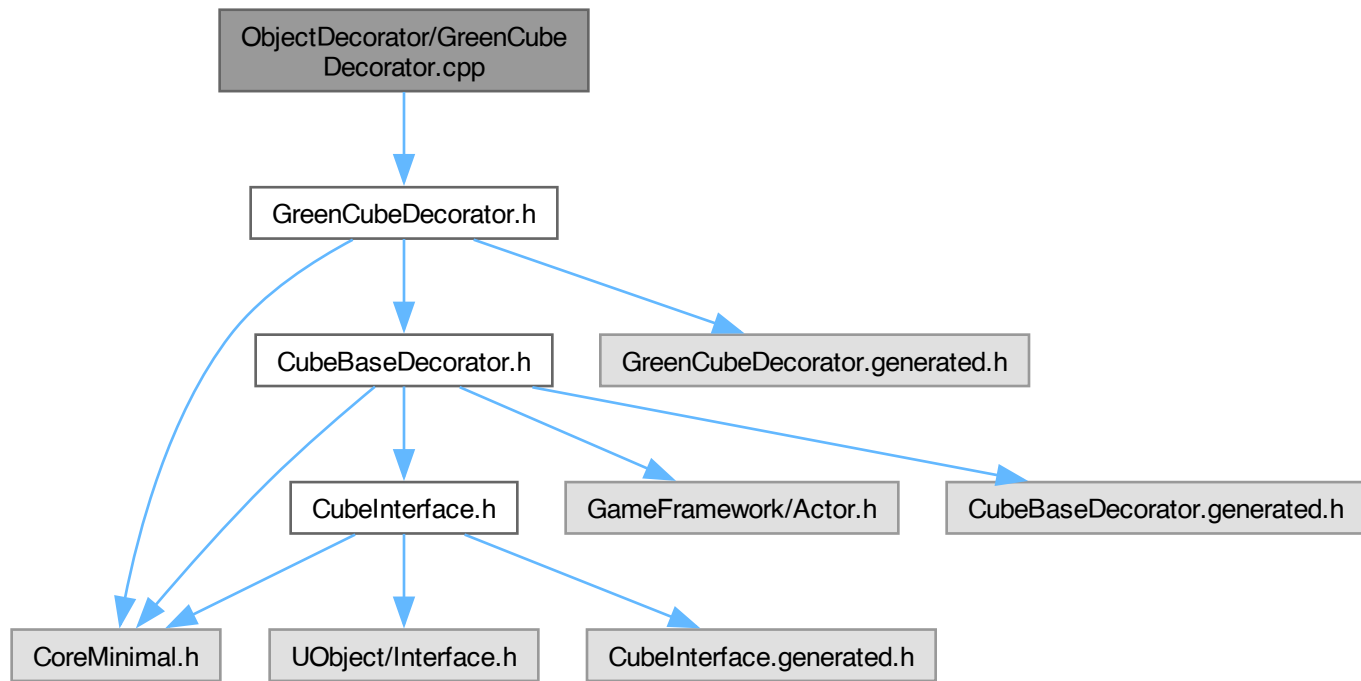 ObjectDecorator/GreenCube
Decorator.cpp
GreenCubeDecorator.h
CubeBaseDecorator.h
GreenCubeDecorator.generated.h
CubeInterface.h
GameFramework/Actor.h
CubeBaseDecorator.generated.h
CoreMinimal.h
UObject/Interface.h
CubeInterface.generated.h